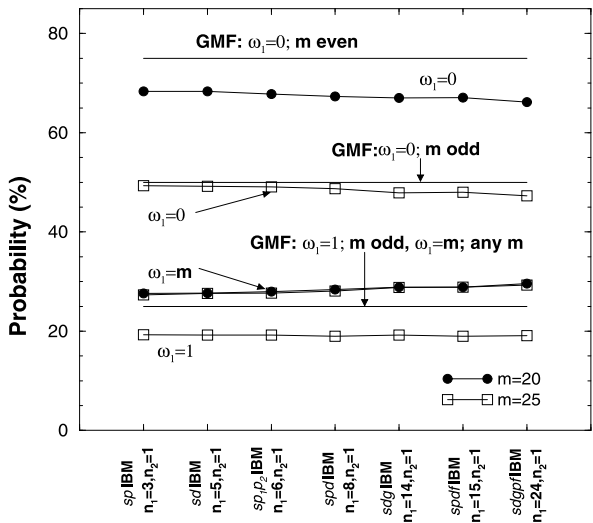 80
GMF: ω₁=0; m even
ω₁=0
60
GMF:ω₁=0; m odd
ω₁=0
40
GMF: ω₁=1; m odd, ω₁=m; any m
ω₁=m
20
ω₁=1
m=20
m=25
0
Probability (%)
spIBM
n₁=3,n₂=1
sdIBM
n₁=5,n₂=1
sp₁p₂IBM
n₁=6,n₂=1
spdIBM
n₁=8,n₂=1
sdgIBM
n₁=14,n₂=1
spdfIBM
n₁=15,n₂=1
sdgpfIBM
n₁=24,n₂=1